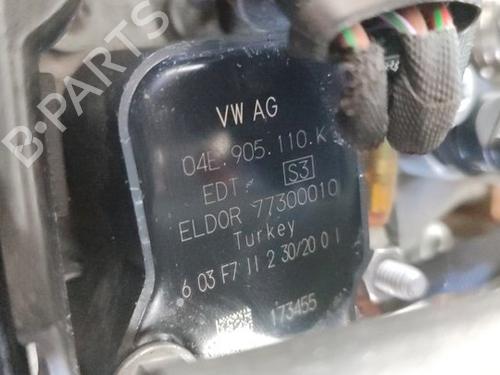 B-PARTS
VW AG
04E.905.110.K
EDT. S3
ELDOR 77300010
Turkey
6 03 F7 11 2 30/20 0 1
173455